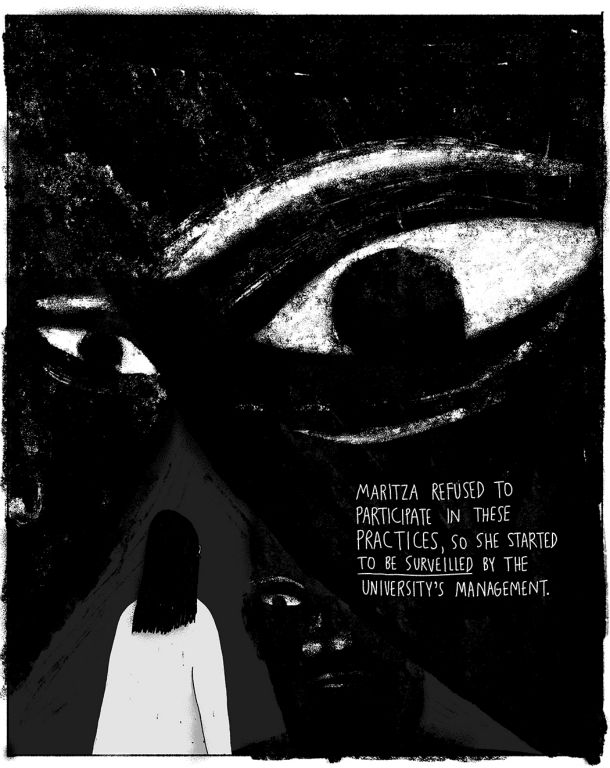 MARITZA REFUSED TO
PARTICIPATE IN THESE
PRACTICES, SO SHE STARTED
TO BE SURVEILLED BY THE
UNIVERSITY'S MANAGEMENT.